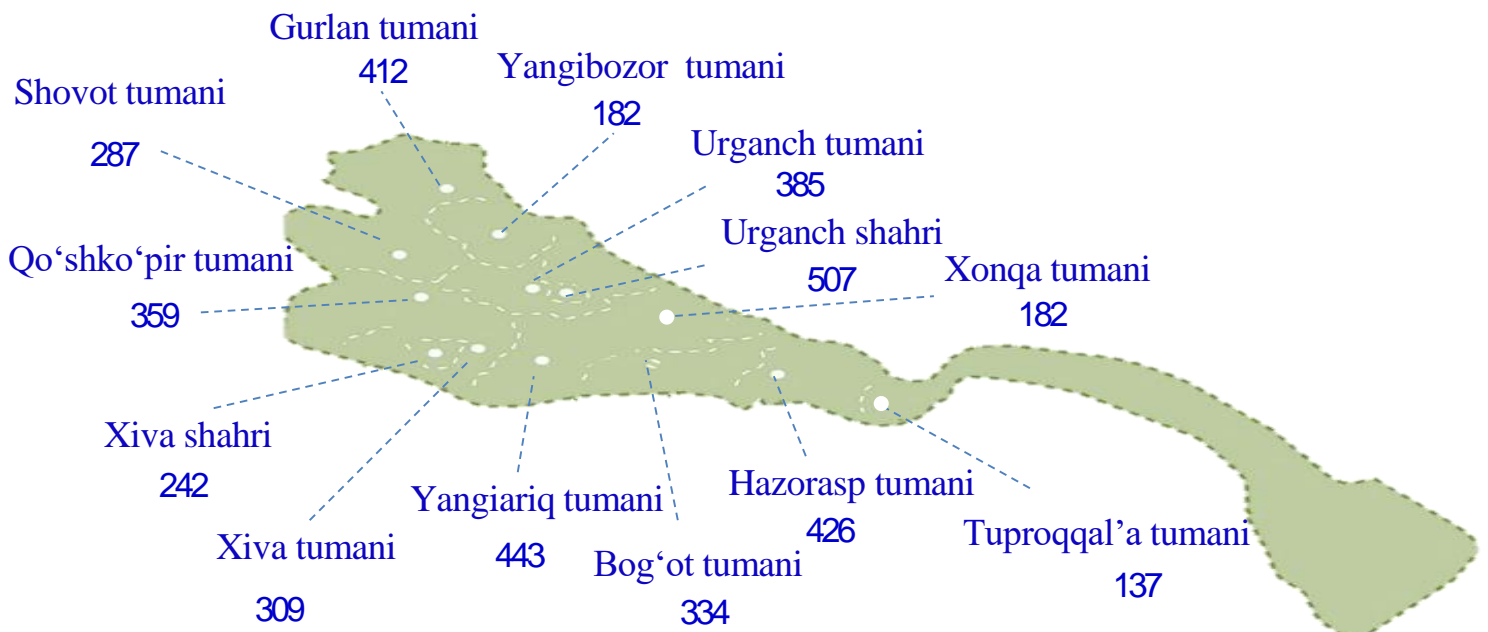 Gurlan tumani
412
Yangibozor tumani
182
Shovot tumani
287
Urganch tumani
385
Urganch shahri
507
Qo‘shko‘pir tumani
359
Xonqa tumani
182
Xiva shahri
242
Yangiariq tumani
443
Hazorasp tumani
426
Tuproqqal’a tumani
137
Xiva tumani
309
Bog‘ot tumani
334